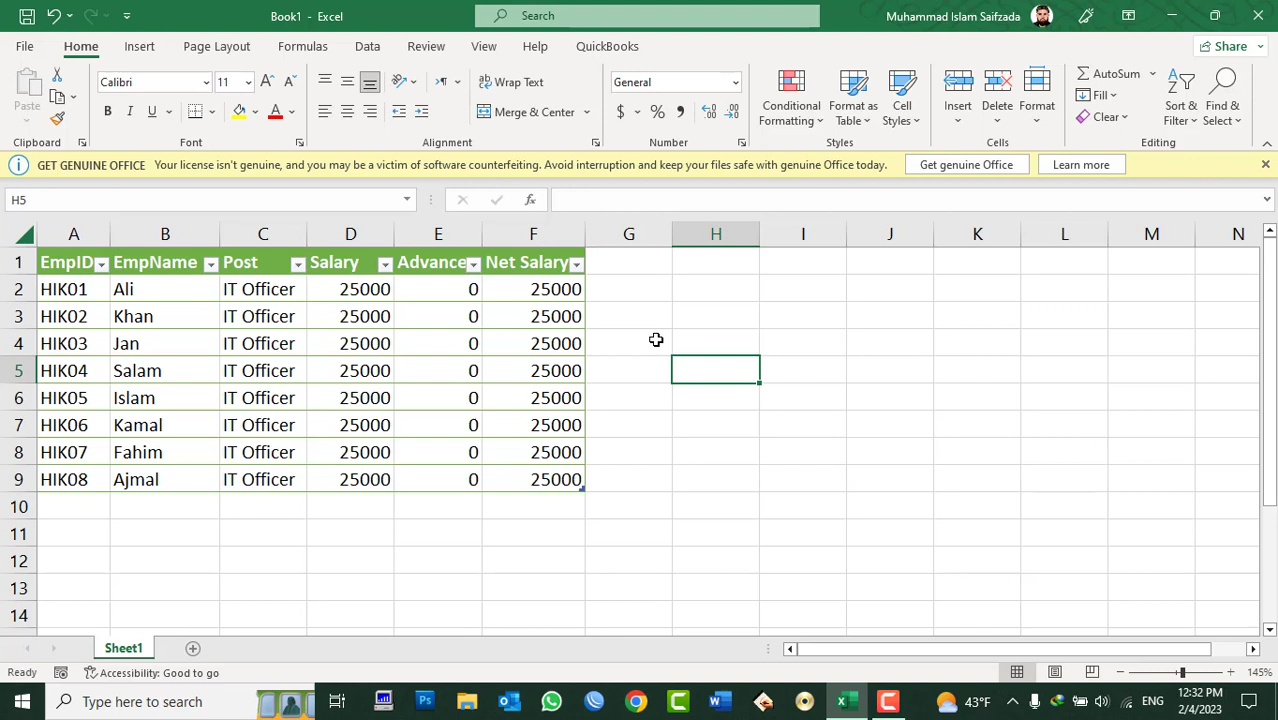 Book1 - Excel
Search
Muhammad Islam Saifzada
File Home Insert Page Layout Formulas Data Review View Help QuickBooks Share
Paste
Calibri 11
B I U
Wrap Text
Merge & Center
General
$ % ,
Conditional Formatting
Format as Table
Cell Styles
Insert
Delete
Format
AutoSum
Fill
Clear
Sort & Filter
Find & Select
Clipboard Font Alignment Number Styles Cells Editing
GET GENUINE OFFICE Your license isn't genuine, and you may be a victim of software counterfeiting. Avoid interruption and keep your files safe with genuine Office today. Get genuine Office Learn more
H5 fx
A B C D E F G H I J K L M N
1 EmpID EmpName Post Salary Advance Net Salary
2 HIK01 Ali IT Officer 25000 0 25000
3 HIK02 Khan IT Officer 25000 0 25000
4 HIK03 Jan IT Officer 25000 0 25000
5 HIK04 Salam IT Officer 25000 0 25000
6 HIK05 Islam IT Officer 25000 0 25000
7 HIK06 Kamal IT Officer 25000 0 25000
8 HIK07 Fahim IT Officer 25000 0 25000
9 HIK08 Ajmal IT Officer 25000 0 25000
10
11
12
13
14
Sheet1
Ready Accessibility: Good to go 145%
Type here to search
Ps
43°F
ENG
12:32 PM
2/4/2023